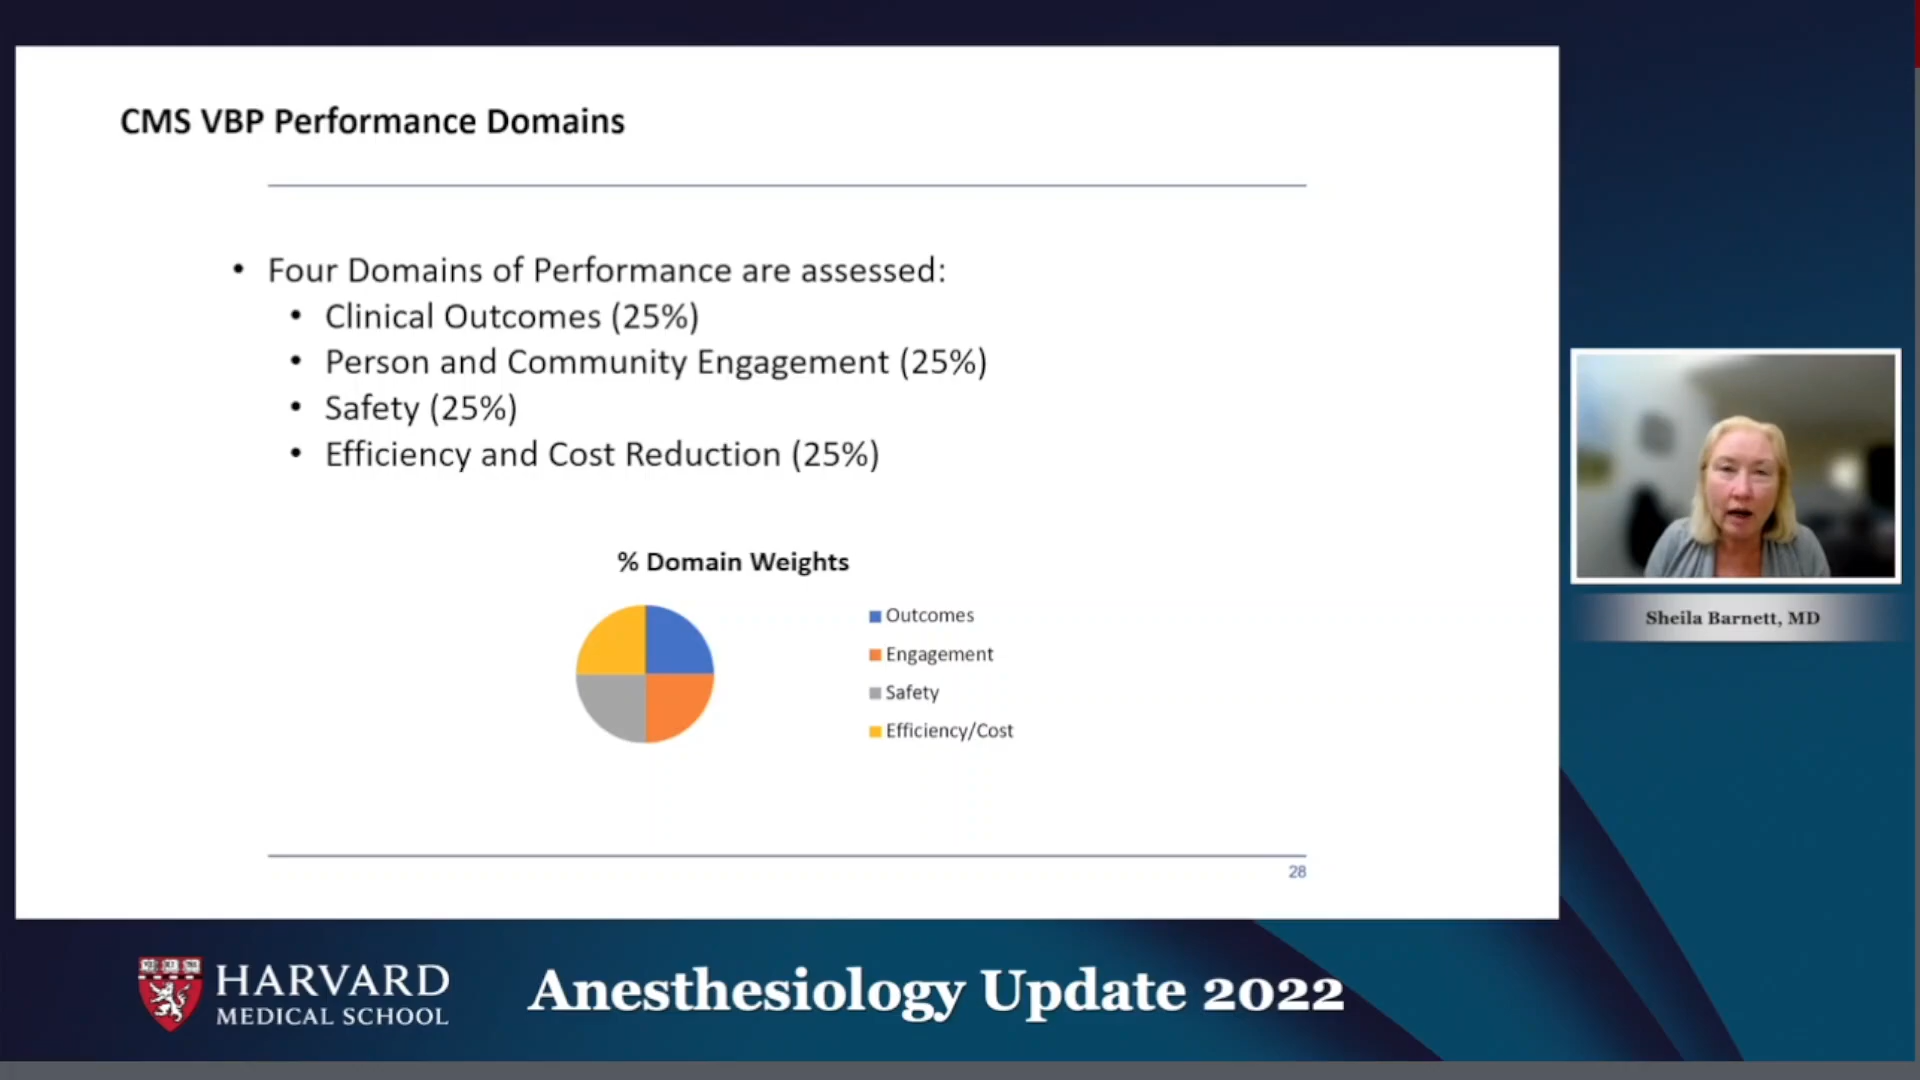 CMS VBP Performance Domains
• Four Domains of Performance are assessed:
• Clinical Outcomes (25%)
• Person and Community Engagement (25%)
• Safety (25%)
• Efficiency and Cost Reduction (25%)
% Domain Weights
Outcomes
Engagement
Safety
Efficiency/Cost
28
Sheila Barnett, MD
HARVARD
MEDICAL SCHOOL
Anesthesiology Update 2022